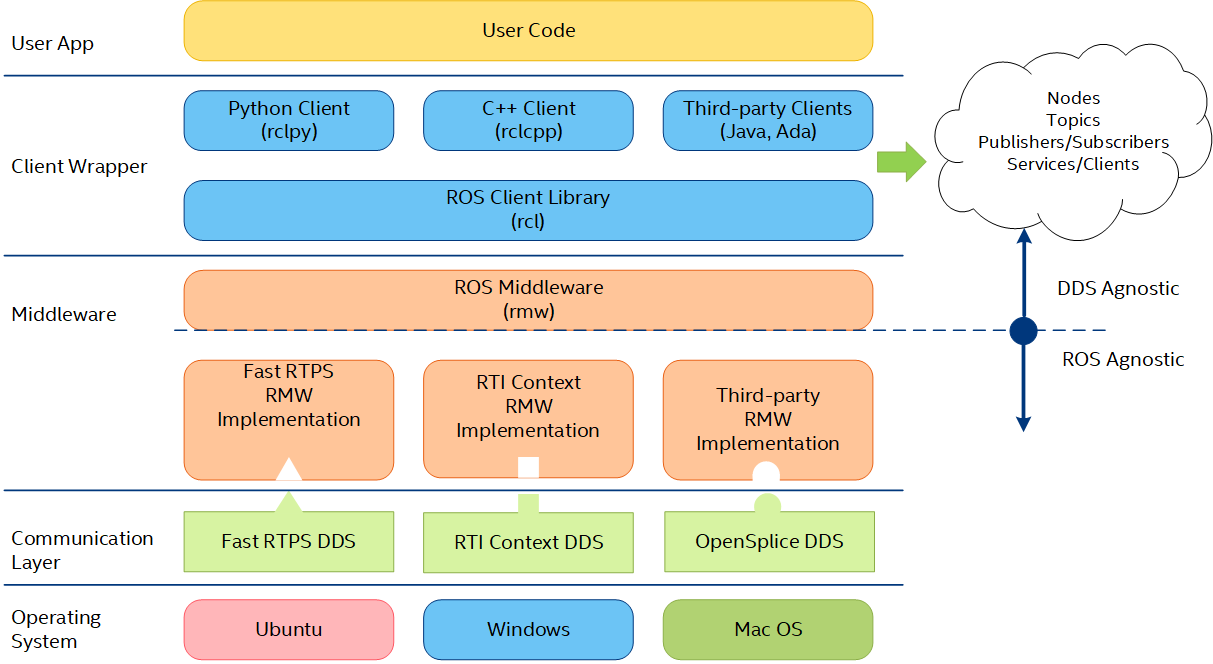 User App
User Code
Client Wrapper
Python Client
(rclpy)
C++ Client
(rclcpp)
Third-party Clients
(Java, Ada)
ROS Client Library
(rcl)
Nodes
Topics
Publishers/Subscribers
Services/Clients
Middleware
ROS Middleware
(rmw)
DDS Agnostic
ROS Agnostic
Fast RTPS
RMW
Implementation
RTI Context
RMW
Implementation
Third-party
RMW
Implementation
Communication
Layer
Fast RTPS DDS
RTI Context DDS
OpenSplice DDS
Operating
System
Ubuntu
Windows
Mac OS